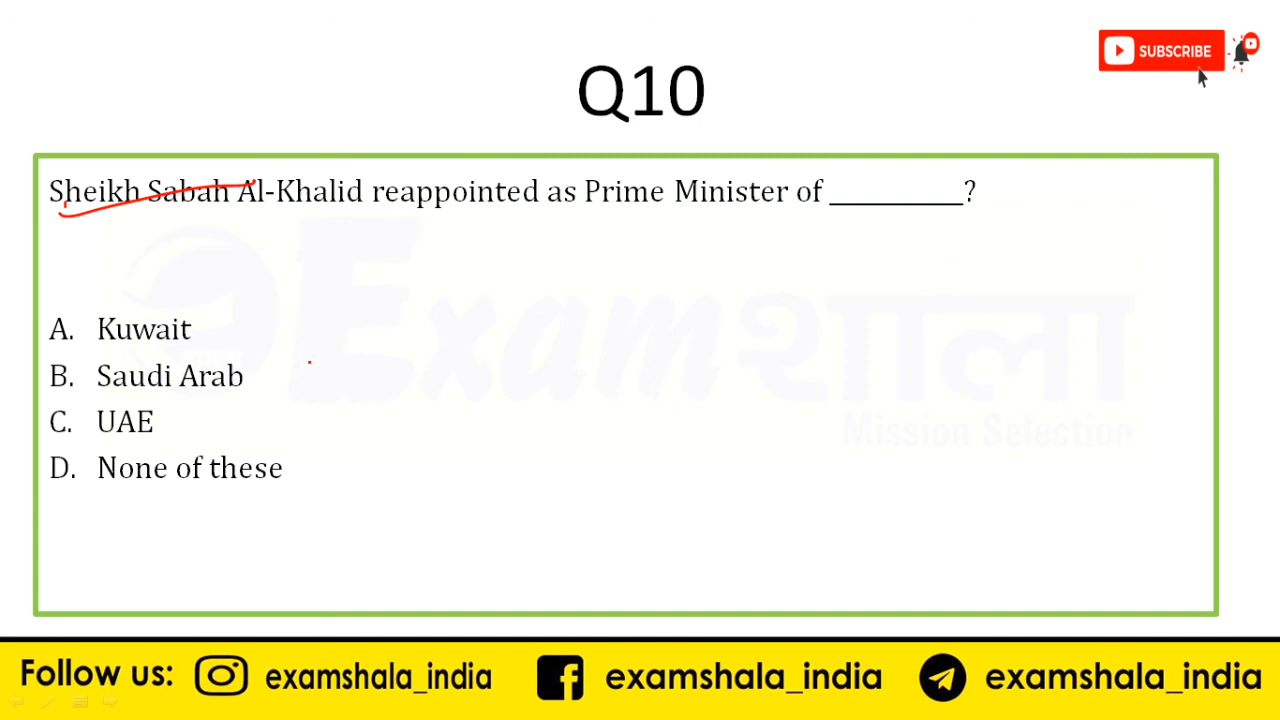 SUBSCRIBE
Q10
Sheikh Sabah Al-Khalid reappointed as Prime Minister of __________?
Examशाला
Mission Selection
A. Kuwait
B. Saudi Arab
C. UAE
D. None of these
Follow us: examshala_india examshala_india examshala_india